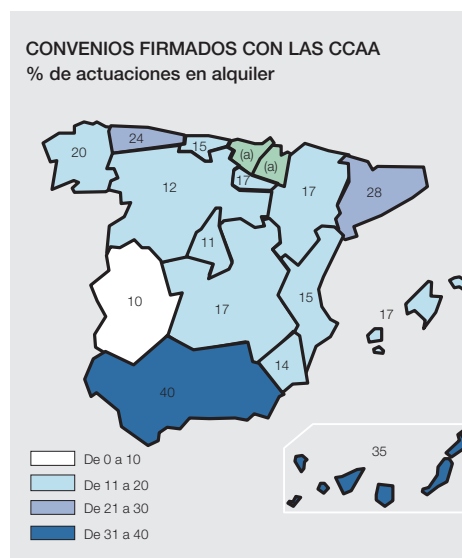 CONVENIOS FIRMADOS CON LAS CCAA
% de actuaciones en alquiler
24
15
(a)
20
(a)
17
12
17
28
11
10
17
15
17
14
40
35
De 0 a 10
De 11 a 20
De 21 a 30
De 31 a 40